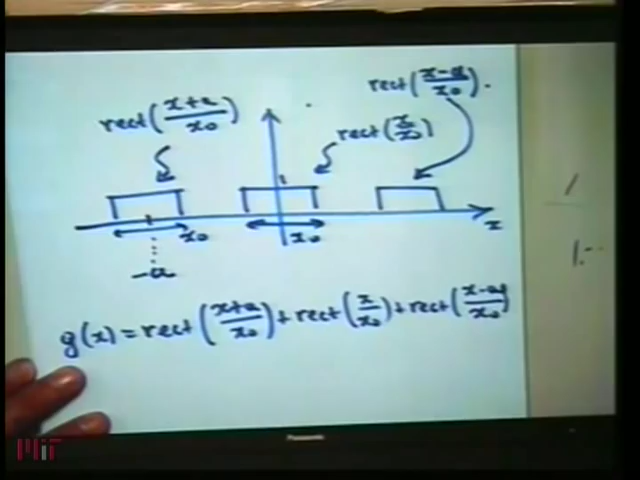 rect(x-a/x0).
rect(x+a/x0)
rect(x/x0)
1
x0
x0
x
-a
g(x)=rect(x+a/x0)+rect(x/x0)+rect(x-a/x0)
Panasonic
MIT